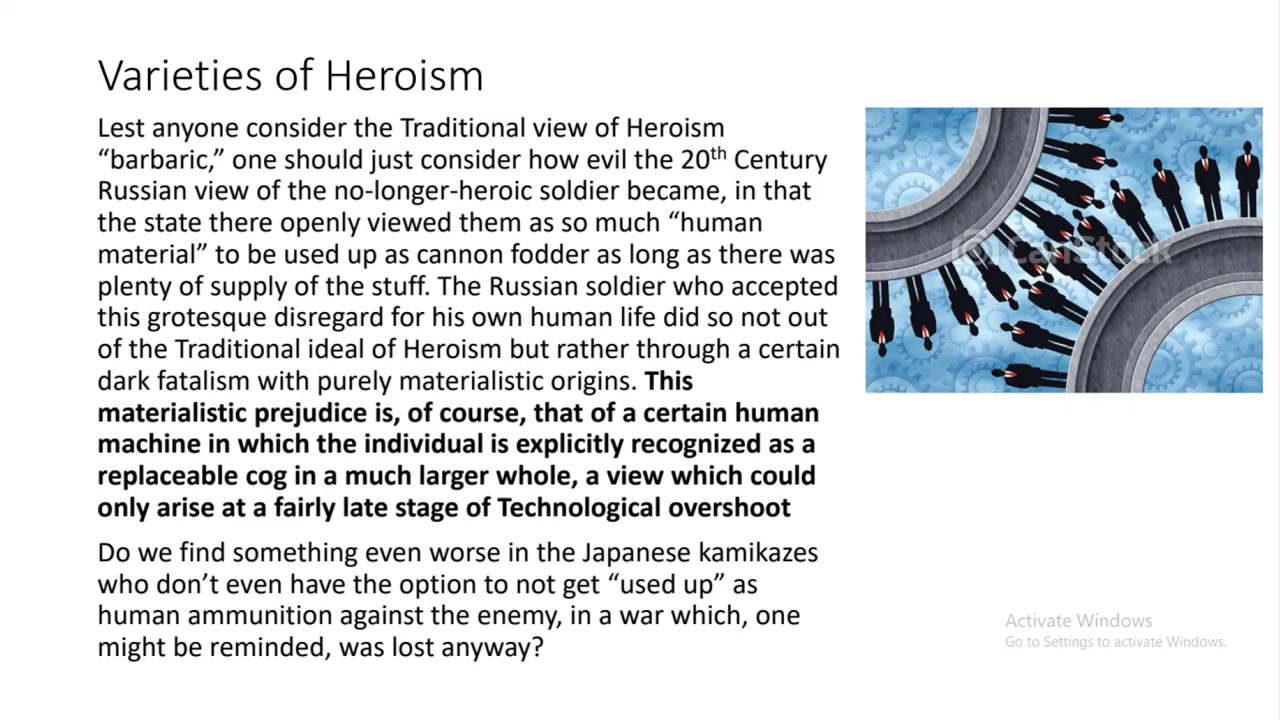 Varieties of Heroism
Lest anyone consider the Traditional view of Heroism
“barbaric,” one should just consider how evil the 20th Century
Russian view of the no-longer-heroic soldier became, in that
the state there openly viewed them as so much “human
material” to be used up as cannon fodder as long as there was
plenty of supply of the stuff. The Russian soldier who accepted
this grotesque disregard for his own human life did so not out
of the Traditional ideal of Heroism but rather through a certain
dark fatalism with purely materialistic origins. This
materialistic prejudice is, of course, that of a certain human
machine in which the individual is explicitly recognized as a
replaceable cog in a much larger whole, a view which could
only arise at a fairly late stage of Technological overshoot
Do we find something even worse in the Japanese kamikazes
who don’t even have the option to not get “used up” as
human ammunition against the enemy, in a war which, one
might be reminded, was lost anyway?
CanStock
Activate Windows
Go to Settings to activate Windows.